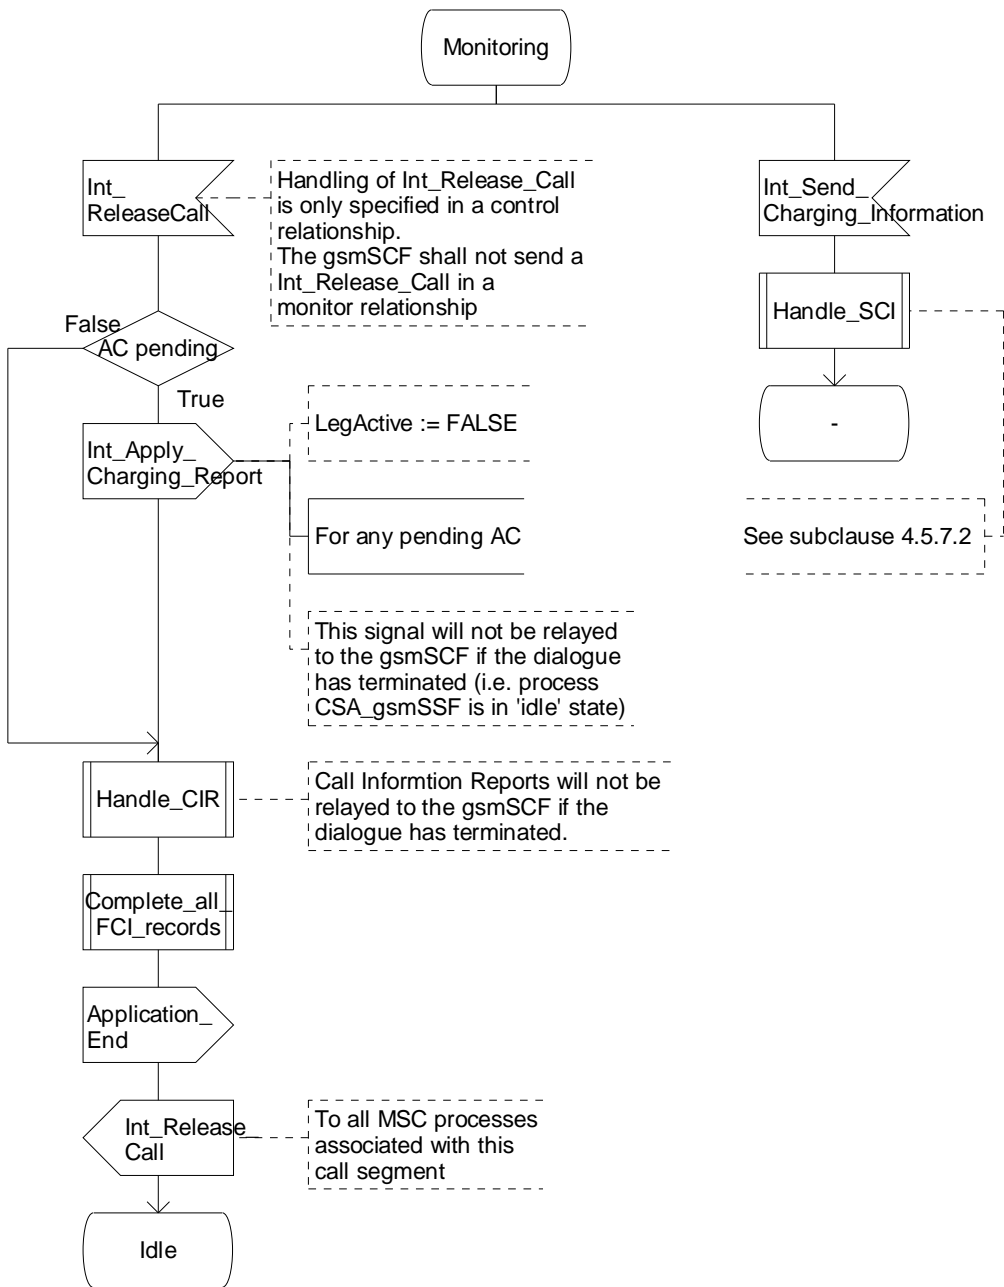 Monitoring
Int_
ReleaseCall
Handling of Int_Release_Call
is only specified in a control
relationship.
The gsmSCF shall not send a
Int_Release_Call in a
monitor relationship
Int_Send_
Charging_Information
Handle_SCI
-
See subclause 4.5.7.2
False
AC pending
True
Int_Apply_
Charging_Report
LegActive := FALSE
For any pending AC
This signal will not be relayed
to the gsmSCF if the dialogue
has terminated (i.e. process
CSA_gsmSSF is in 'idle' state)
Handle_CIR
Call Informtion Reports will not be
relayed to the gsmSCF if the
dialogue has terminated.
Complete_all_
FCI_records
Application_
End
Int_Release_
Call
To all MSC processes
associated with this
call segment
Idle